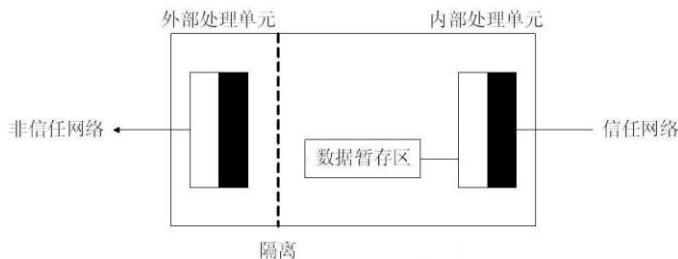 外部处理单元
内部处理单元
非信任网络
数据暂存区
信任网络
隔离